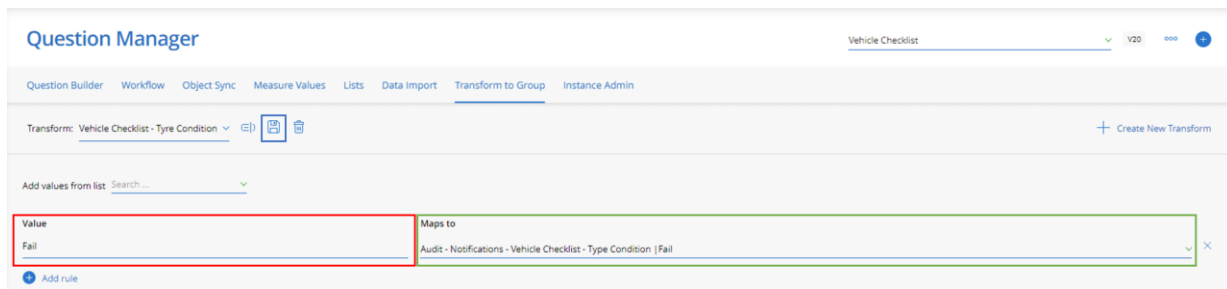 Question Manager
Vehicle Checklist
V20
Question Builder Workflow Object Sync Measure Values Lists Data Import Transform to Group Instance Admin
Transform: Vehicle Checklist - Tyre Condition
Create New Transform
Add values from list Search ...
Value Maps to
Fail Audit - Notifications - Vehicle Checklist - Type Condition |Fail
Add rule